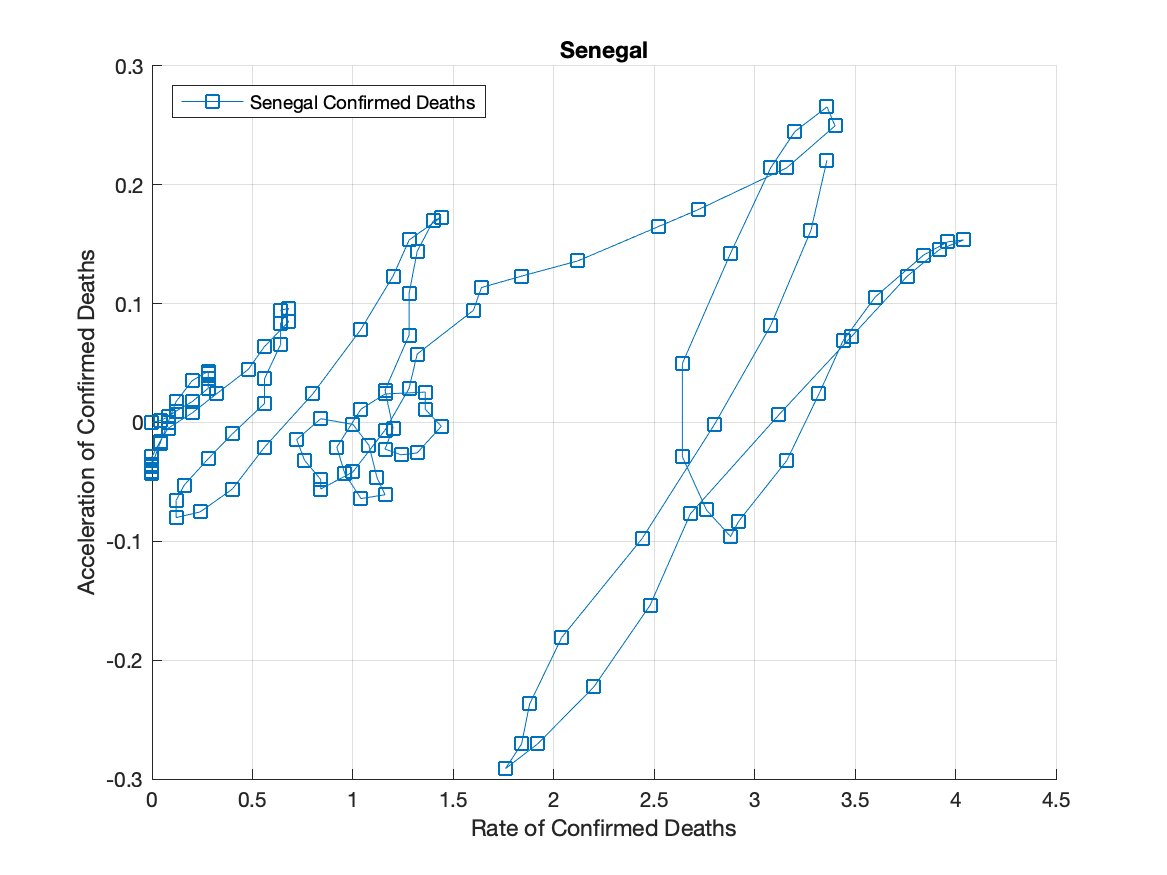 Senegal
Senegal Confirmed Deaths
0.3
0.2
0.1
0
-0.1
-0.2
-0.3
0 0.5 1 1.5 2 2.5 3 3.5 4 4.5
Rate of Confirmed Deaths
Acceleration of Confirmed Deaths